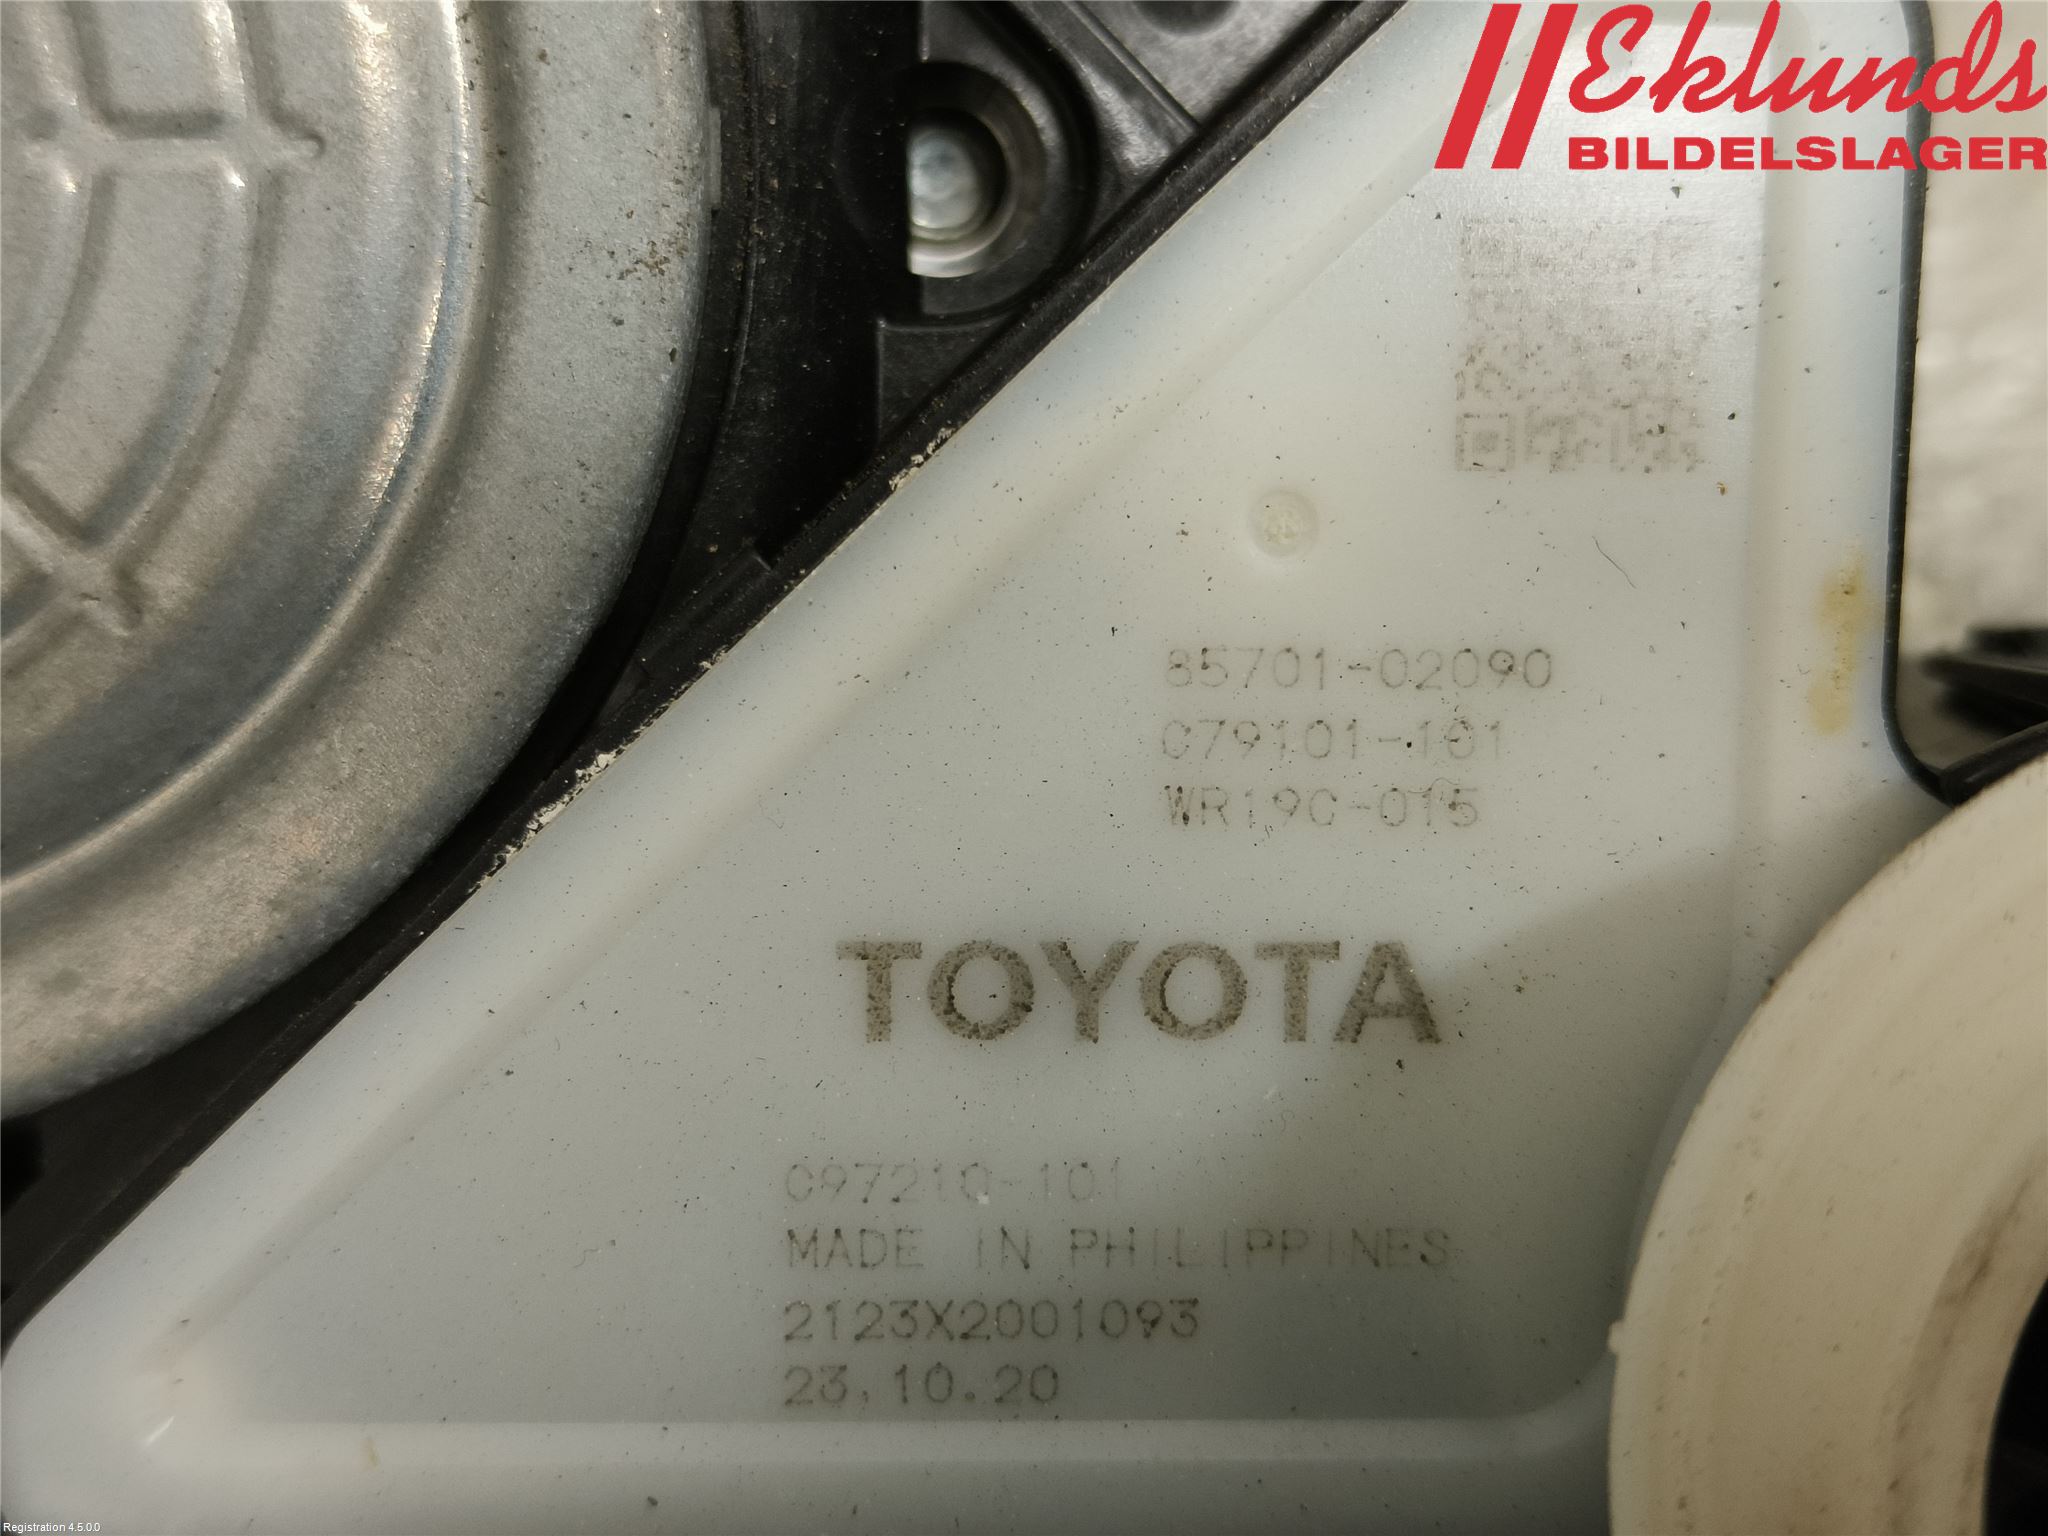 Eklunds
BILDELSLAGER
85701-02090
C79101-101
WR19C-015
TOYOTA
C97210-101
MADE IN PHILIPPINES
2123X2001093
23.10.20
Registration 4.5.0.0